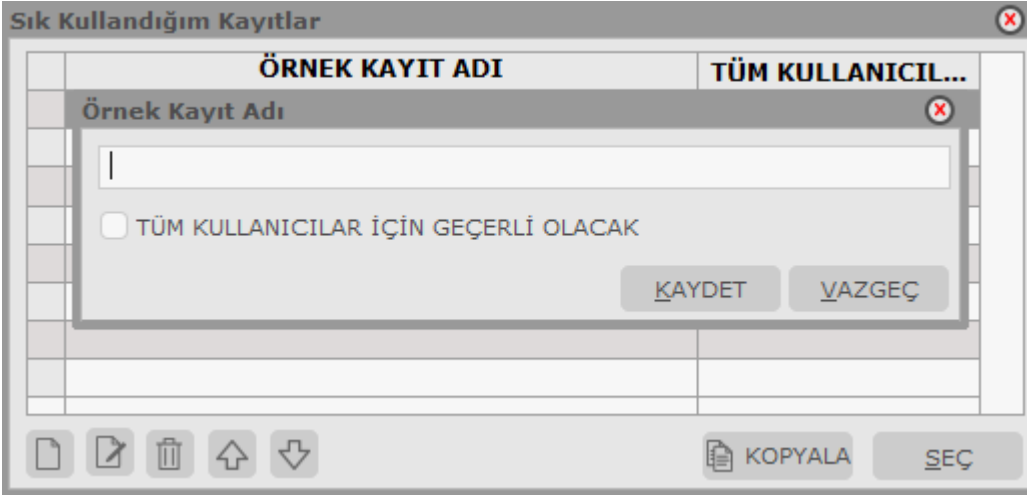 Sık Kullandığım Kayıtlar
ÖRNEK KAYIT ADI
TÜM KULLANICIL...
Örnek Kayıt Adı
TÜM KULLANICILAR İÇİN GEÇERLİ OLACAK
KAYDET
VAZGEÇ
KOPYALA
SEÇ